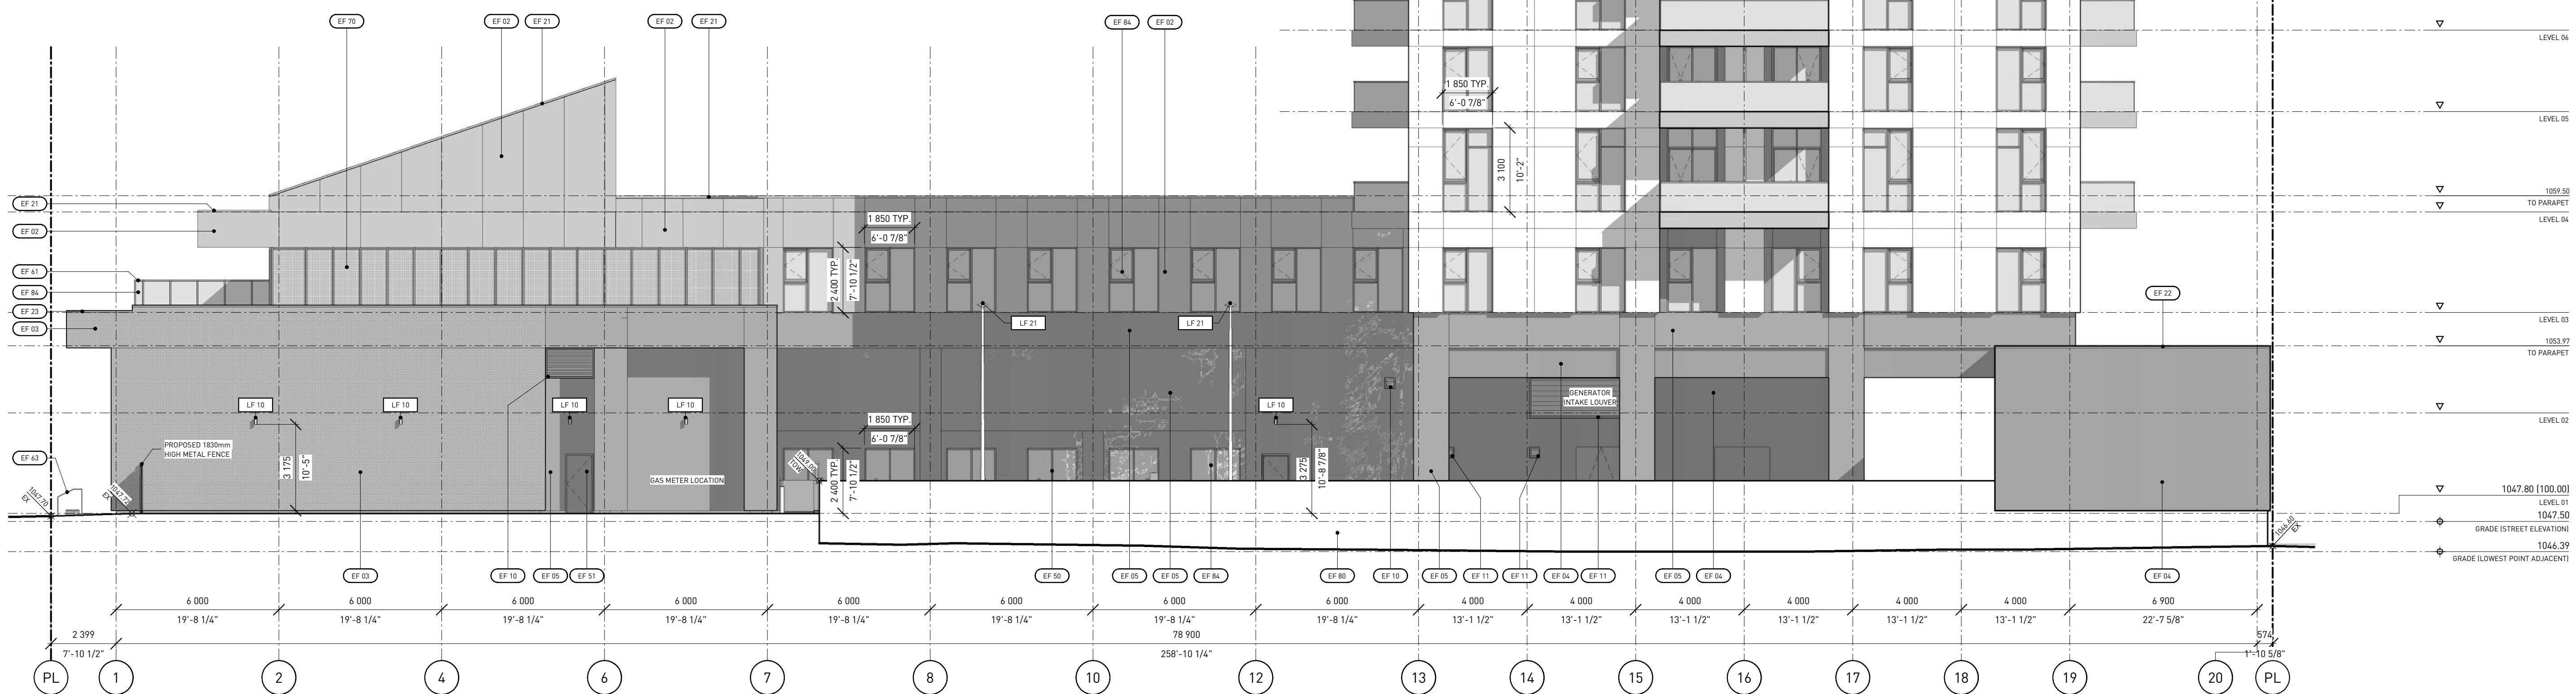 EF 70
EF 02
EF 21
EF 02
EF 21
EF 84
EF 02
LEVEL 06
1 850 TYP.
6'-0 7/8"
LEVEL 05
3 100
10'-2"
1059.50
TO PARAPET
LEVEL 04
EF 21
EF 02
1 850 TYP.
6'-0 7/8"
EF 61
EF 84
2 400 TYP.
7'-10 1/2"
EF 22
EF 23
EF 03
LF 21
LF 21
LEVEL 03
1053.97
TO PARAPET
LF 10
LF 10
LF 10
LF 10
LF 10
GENERATOR
INTAKE LOUVER
LEVEL 02
1 850 TYP.
6'-0 7/8"
PROPOSED 1830mm
HIGH METAL FENCE
EF 63
3 175
10'-5"
1049.00
TOW
2 400 TYP.
7'-10 1/2"
3 275
10'-8 7/8"
GAS METER LOCATION
1047.70
EX
1047.72
EX
1047.80 (100.00)
LEVEL 01
1047.50
GRADE (STREET ELEVATION)
1046.60
EX
1046.39
GRADE (LOWEST POINT ADJACENT)
EF 03
EF 10
EF 05
EF 51
EF 50
EF 05
EF 05
EF 84
EF 80
EF 10
EF 05
EF 11
EF 11
EF 04
EF 11
EF 05
EF 04
EF 04
6 000
6 000
6 000
6 000
6 000
6 000
6 000
6 000
4 000
4 000
4 000
4 000
4 000
4 000
6 900
19'-8 1/4"
19'-8 1/4"
19'-8 1/4"
19'-8 1/4"
19'-8 1/4"
19'-8 1/4"
19'-8 1/4"
19'-8 1/4"
13'-1 1/2"
13'-1 1/2"
13'-1 1/2"
13'-1 1/2"
13'-1 1/2"
13'-1 1/2"
22'-7 5/8"
2 399
78 900
574
7'-10 1/2"
258'-10 1/4"
1'-10 5/8"
PL
1
2
4
6
7
8
10
12
13
14
15
16
17
18
19
20
PL